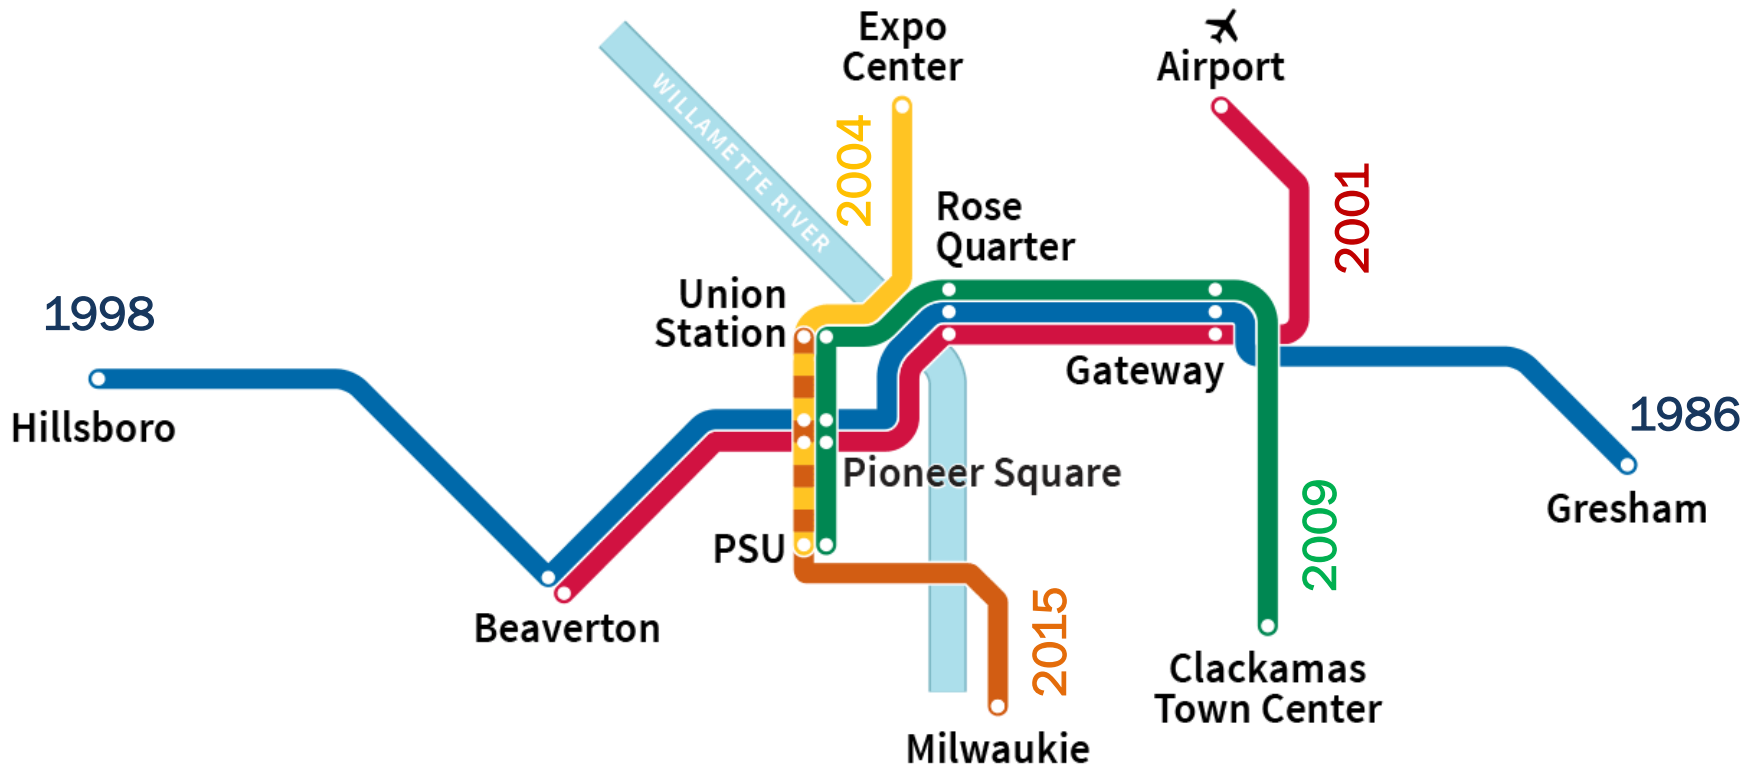 Expo
Center
Airport
WILLAMETTE RIVER
2004
2001
Rose
Quarter
Union
Station
1998
Gateway
Hillsboro
1986
Pioneer Square
Gresham
PSU
2009
Beaverton
2015
Clackamas
Town Center
Milwaukie